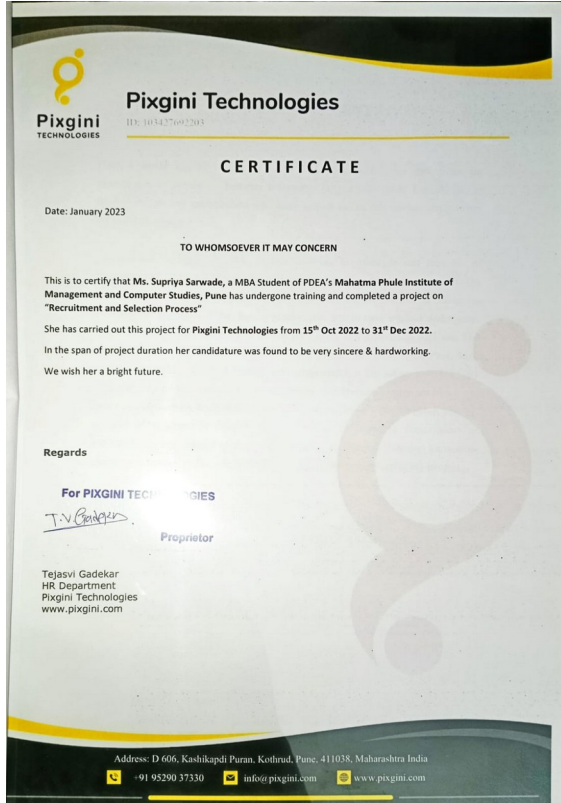 Pixgini
TECHNOLOGIES
Pixgini Technologies
ID: 103427692203
CERTIFICATE
Date: January 2023
TO WHOMSOEVER IT MAY CONCERN
This is to certify that Ms. Supriya Sarwade, a MBA Student of PDEA's Mahatma Phule Institute of
Management and Computer Studies, Pune has undergone training and completed a project on
"Recruitment and Selection Process"
She has carried out this project for Pixgini Technologies from 15th Oct 2022 to 31st Dec 2022.
In the span of project duration her candidature was found to be very sincere & hardworking.
We wish her a bright future.
Regards
For PIXGINI TEC GIES
T.V.Gadekar.
Proprietor
Tejasvi Gadekar
HR Department
Pixgini Technologies
www.pixgini.com
Address: D 606, Kashikapdi Puran, Kothrud, Pune, 411038, Maharashtra India
+91 95290 37330 info@pixgini.com www.pixgini.com